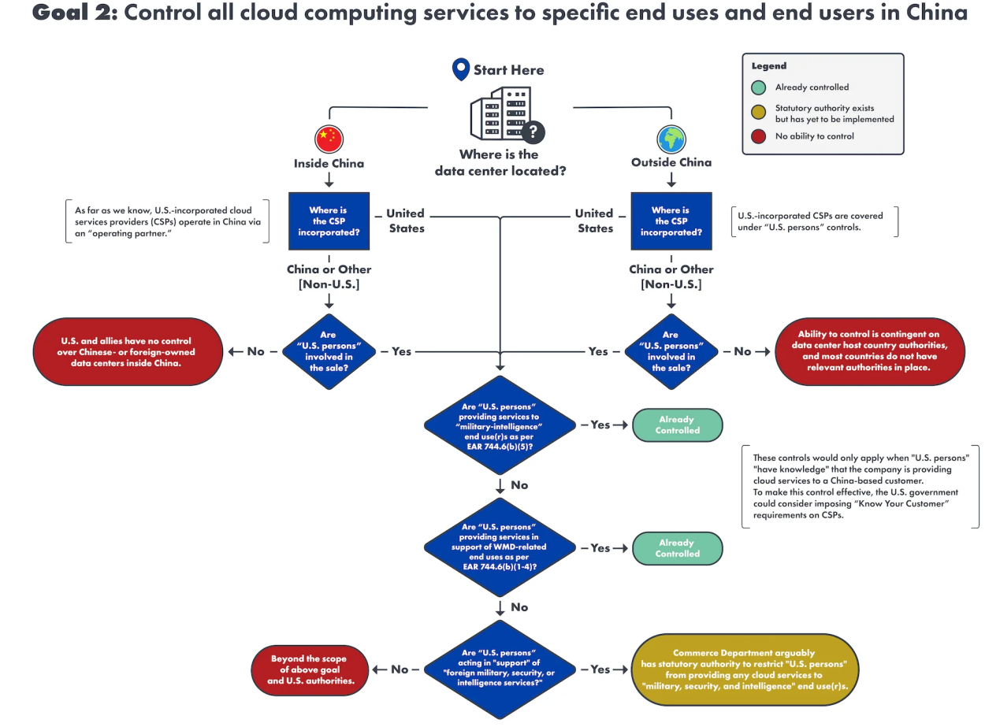 Goal 2: Control all cloud computing services to specific end uses and end users in China
Start Here
Where is the
data center located?
Legend
Already controlled
Statutory authority exists
but has yet to be implemented
No ability to control
Inside China
Outside China
As far as we know, U.S.-incorporated cloud
services providers (CSPs) operate in China via
an “operating partner.”
Where is
the CSP
incorporated?
United
States
United
States
Where is
the CSP
incorporated?
U.S.-incorporated CSPs are covered
under “U.S. persons” controls.
China or Other
[Non-U.S.]
China or Other
[Non-U.S.]
U.S. and allies have no control
over Chinese- or foreign-owned
data centers inside China.
No
Are
“U.S. persons”
involved in
the sale?
Yes
Yes
Are
“U.S. persons”
involved in
the sale?
No
Ability to control is contingent on
data center host country authorities,
and most countries do not have
relevant authorities in place.
Are “U.S. persons”
providing services to
“military-intelligence”
end use(r)s as per
EAR 744.6(b)(5)?
Yes
Already
Controlled
These controls would only apply when "U.S. persons"
"have knowledge" that the company is providing
cloud services to a China-based customer.
To make this control effective, the U.S. government
could consider imposing “Know Your Customer”
requirements on CSPs.
No
Are “U.S. persons”
providing services in
support of WMD-related
end uses as per
EAR 744.6(b)(1-4)?
Yes
Already
Controlled
No
Beyond the scope
of above goal
and U.S. authorities.
No
Are “U.S. persons”
acting in "support" of
"foreign military, security, or
intelligence services?"
Yes
Commerce Department arguably
has statutory authority to restrict "U.S. persons"
from providing any cloud services to
"military, security, and intelligence" end use(r)s.